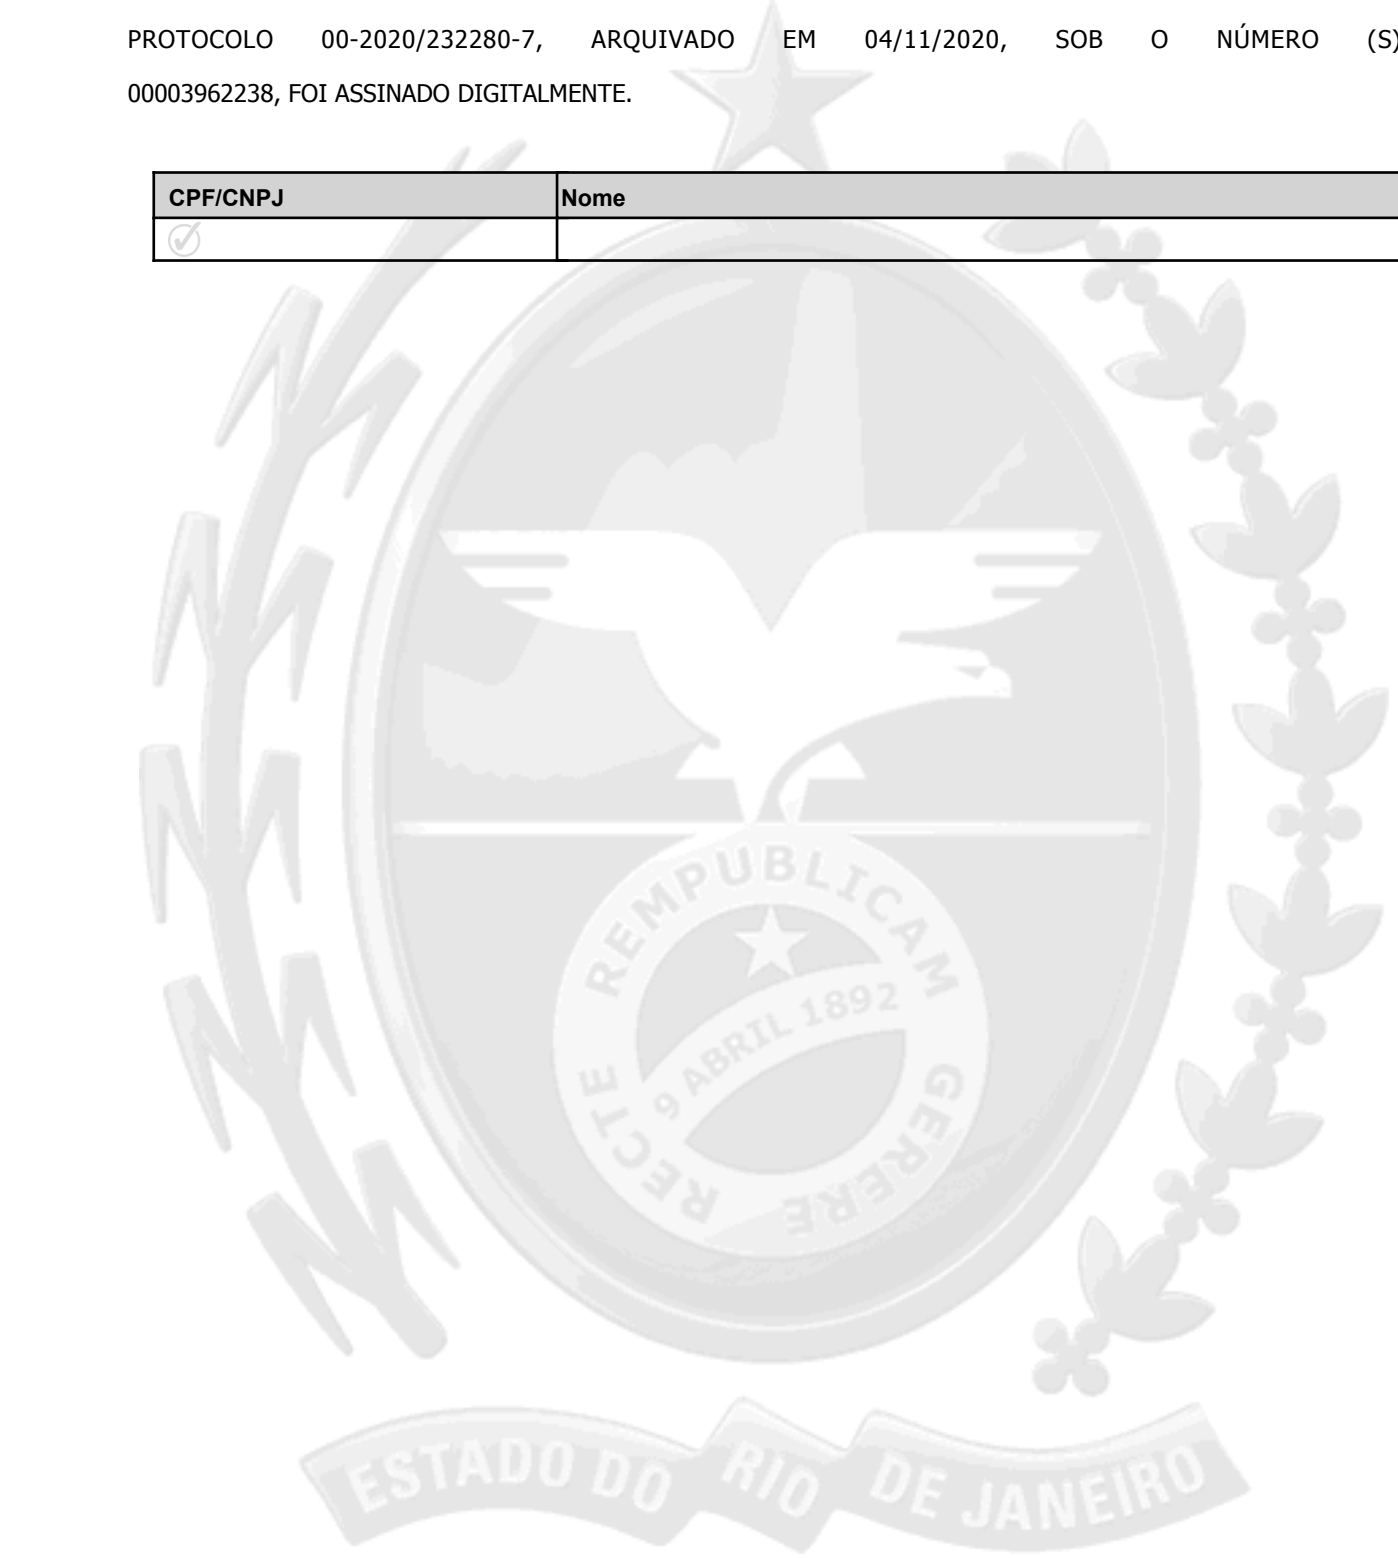 PROTOCOLO 00-2020/232280-7, ARQUIVADO EM 04/11/2020, SOB O NÚMERO (S)
00003962238, FOI ASSINADO DIGITALMENTE.
CPF/CNPJ Nome
REMPUBLICAM
9 ABRIL 1892
RECTE GERERE
ESTADO DO RIO DE JANEIRO